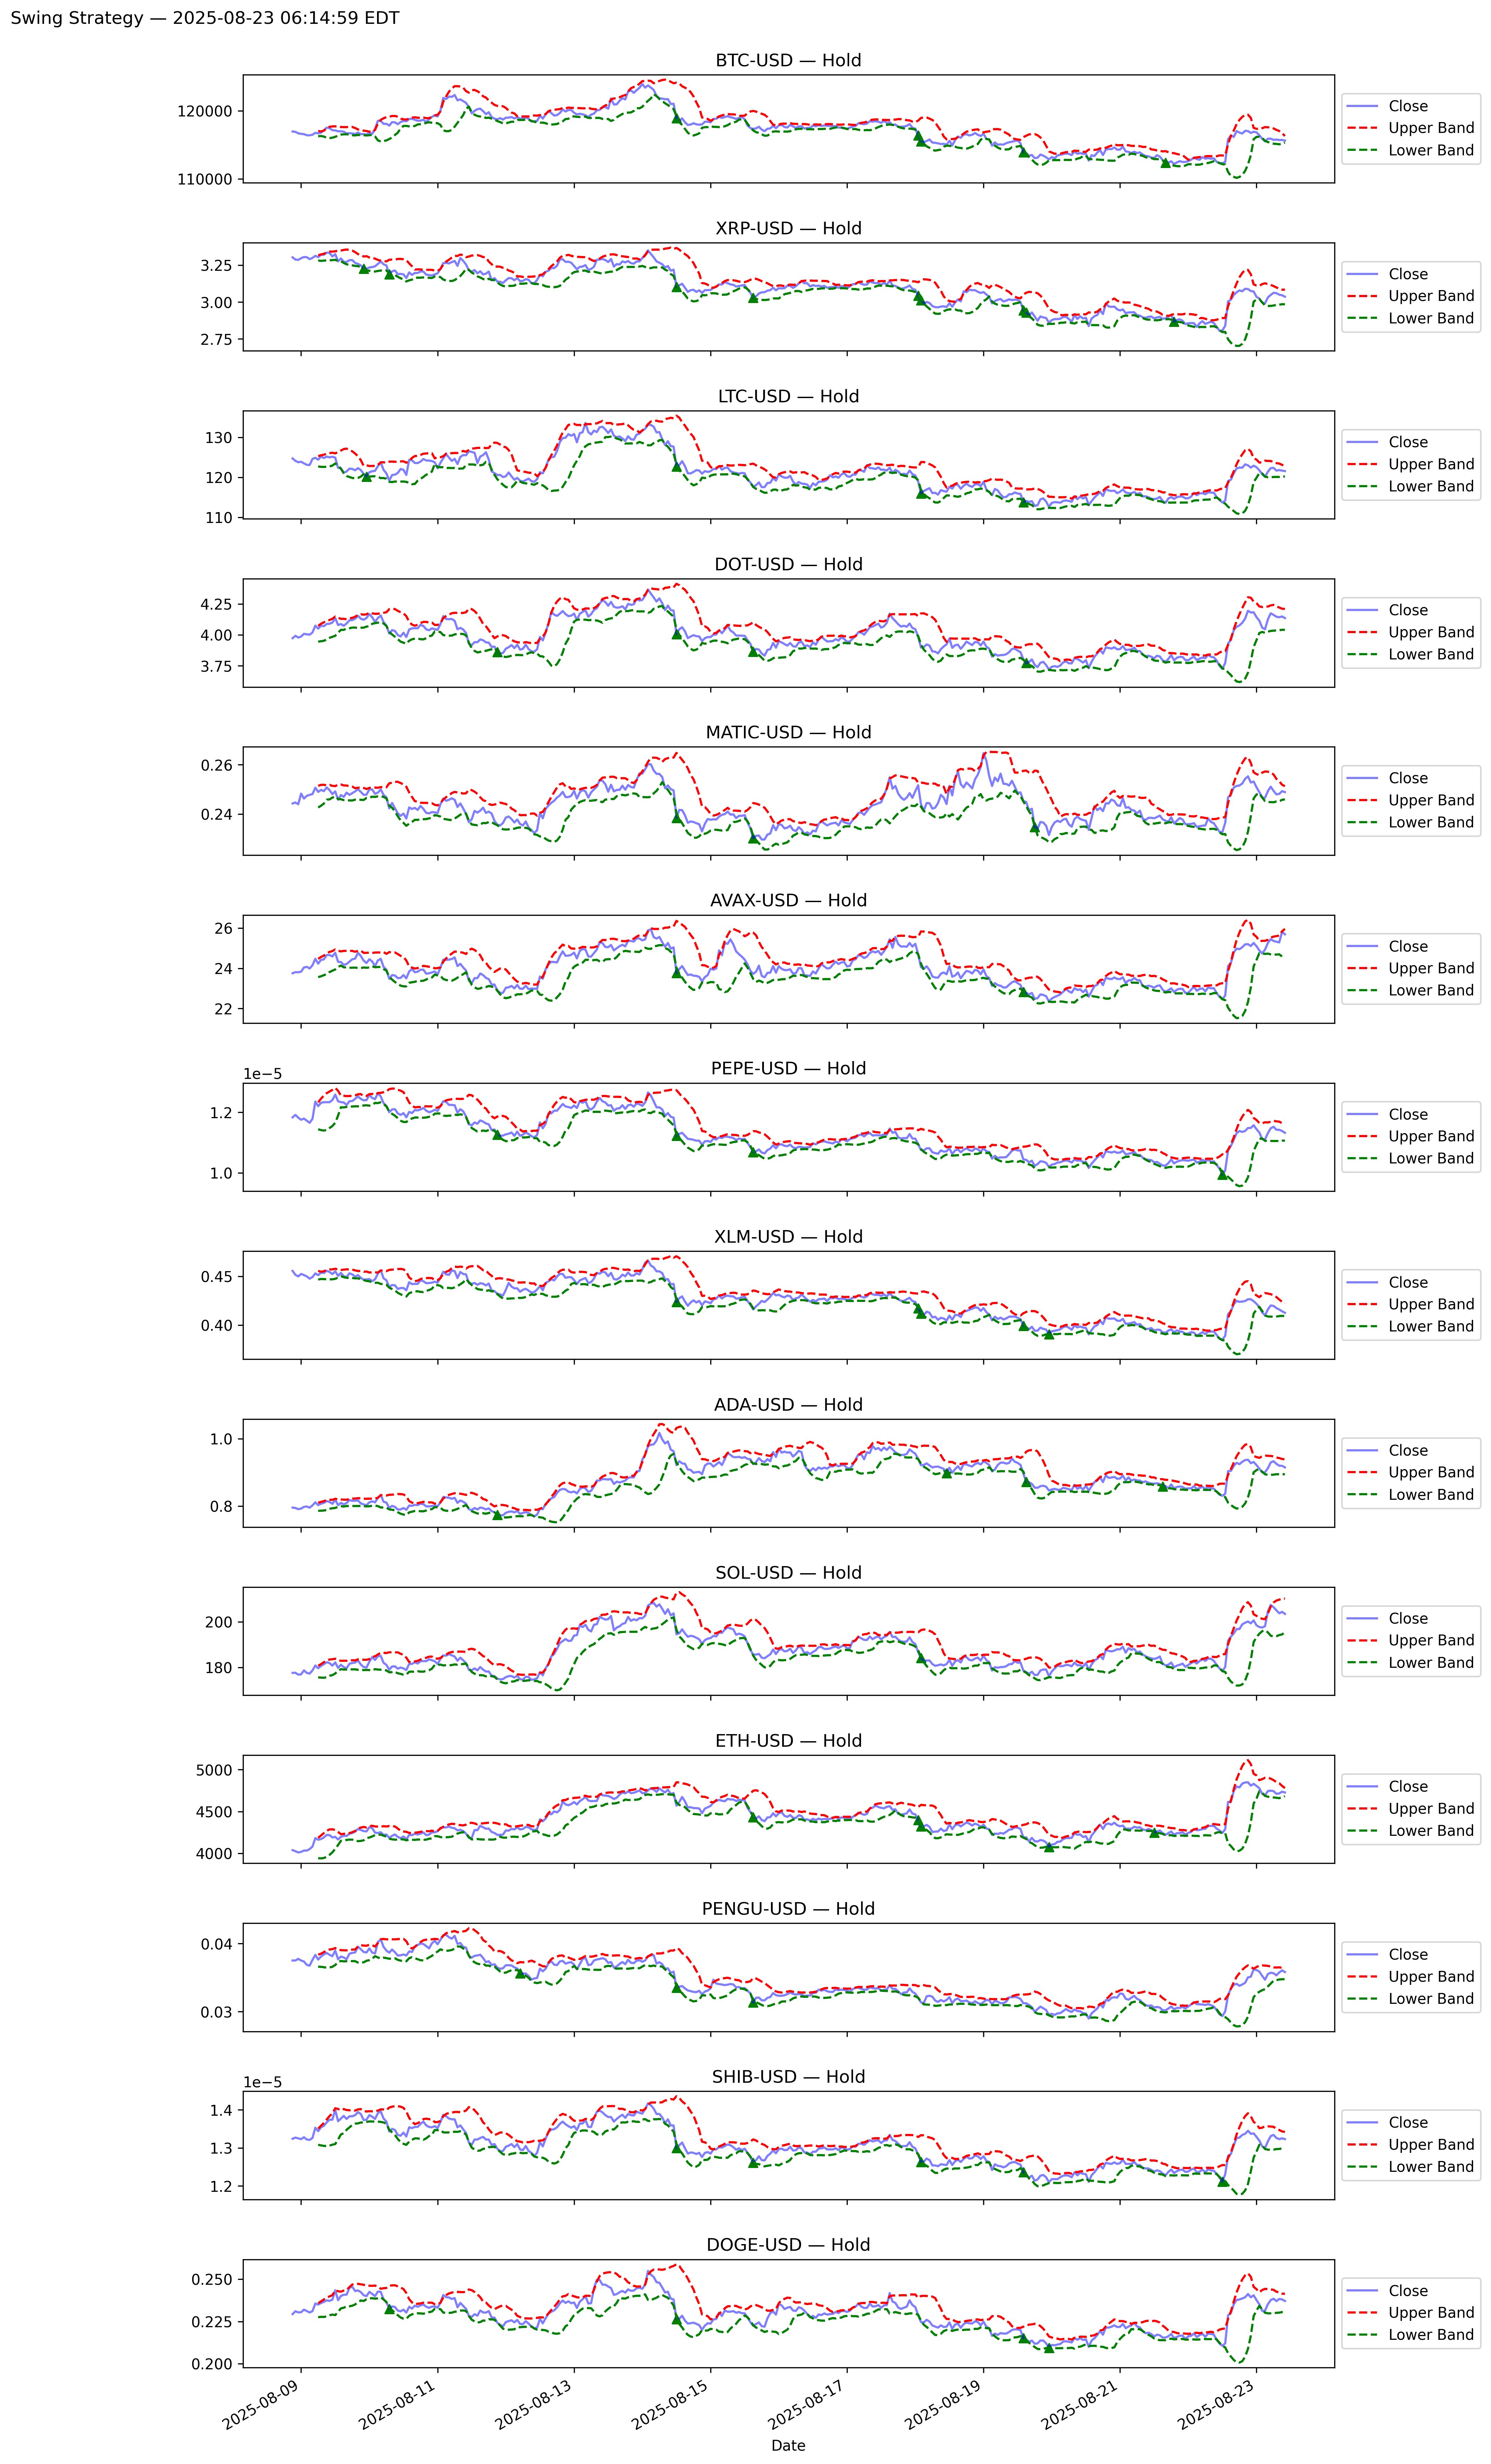 Swing Strategy — 2025-08-23 06:14:59 EDT
BTC-USD — Hold
120000
110000
Close
Upper Band
Lower Band
XRP-USD — Hold
3.25
3.00
2.75
Close
Upper Band
Lower Band
LTC-USD — Hold
130
120
110
Close
Upper Band
Lower Band
DOT-USD — Hold
4.25
4.00
3.75
Close
Upper Band
Lower Band
MATIC-USD — Hold
0.26
0.24
Close
Upper Band
Lower Band
AVAX-USD — Hold
26
24
22
Close
Upper Band
Lower Band
PEPE-USD — Hold
1e−5
1.2
1.0
Close
Upper Band
Lower Band
XLM-USD — Hold
0.45
0.40
Close
Upper Band
Lower Band
ADA-USD — Hold
1.0
0.8
Close
Upper Band
Lower Band
SOL-USD — Hold
200
180
Close
Upper Band
Lower Band
ETH-USD — Hold
5000
4500
4000
Close
Upper Band
Lower Band
PENGU-USD — Hold
0.04
0.03
Close
Upper Band
Lower Band
SHIB-USD — Hold
1e−5
1.4
1.3
1.2
Close
Upper Band
Lower Band
DOGE-USD — Hold
0.250
0.225
0.200
Close
Upper Band
Lower Band
2025-08-09
2025-08-11
2025-08-13
2025-08-15
2025-08-17
2025-08-19
2025-08-21
2025-08-23
Date